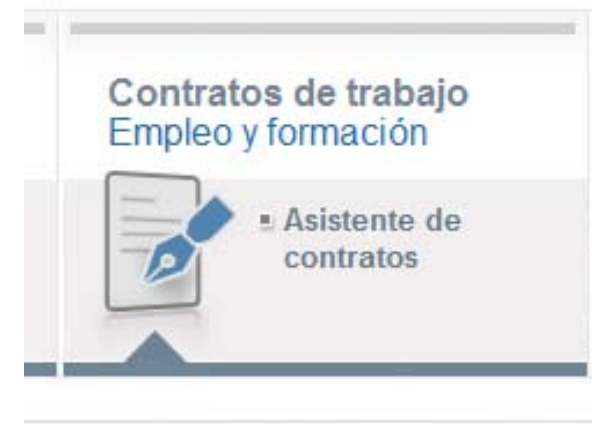 Contratos de trabajo
Empleo y formación
Asistente de
contratos